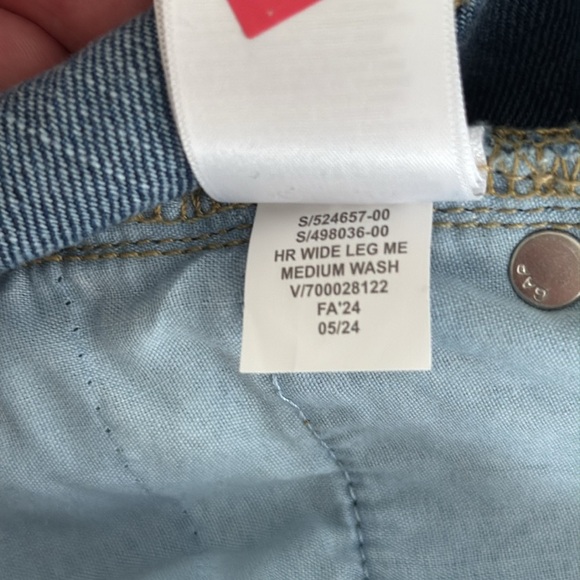 S/524657-00
S/498036-00
HR WIDE LEG ME
MEDIUM WASH
V/700028122
FA'24
05/24
GAP